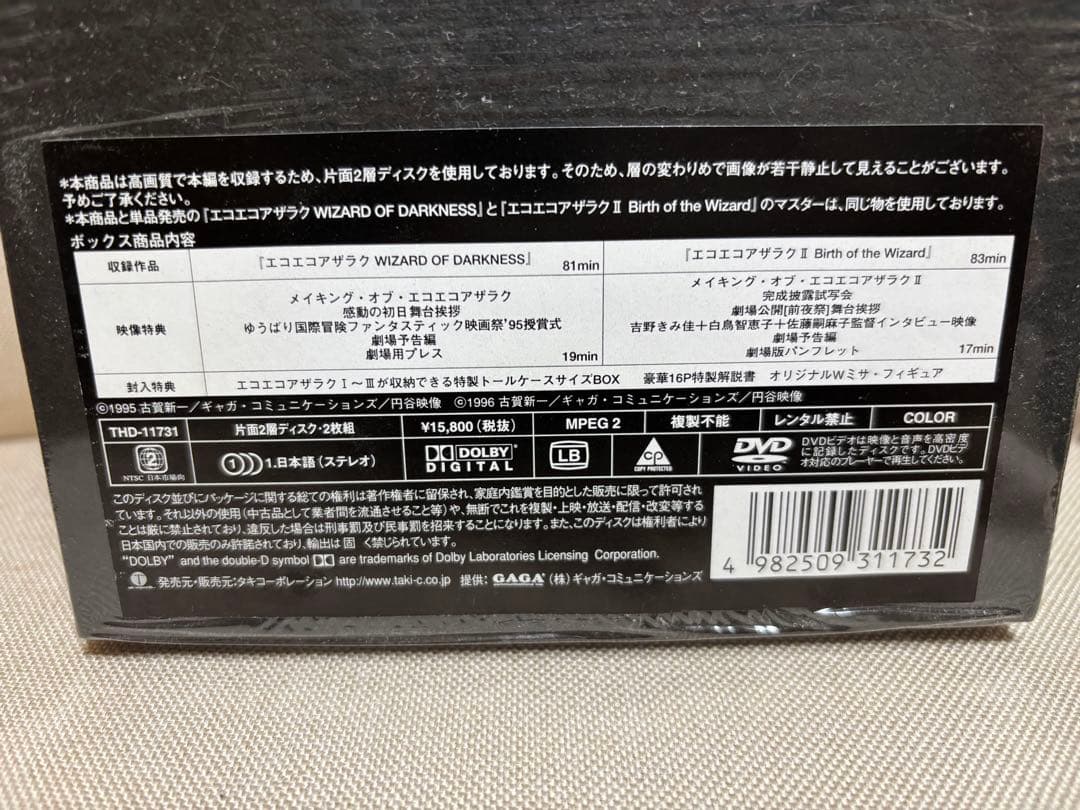 *本商品は高画質で本編を収録するため、片面2層ディスクを使用しております。そのため、層の変わりめで画像が若干静止して見えることがございます。
予めご了承ください。
*本商品と単品発売の『エコエコアザラク WIZARD OF DARKNESS』と『エコエコアザラクⅡ Birth of the Wizard』のマスターは、同じ物を使用しております。
ボックス商品内容
収録作品
『エコエコアザラク WIZARD OF DARKNESS』 81min
『エコエコアザラクⅡ Birth of the Wizard』 83min
映像特典
メイキング・オブ・エコエコアザラク
感動の初日舞台挨拶
ゆうばり国際冒険ファンタスティック映画祭'95授賞式
劇場予告編
劇場用プレス 19min
メイキング・オブ・エコエコアザラクⅡ
完成披露試写会
劇場公開[前夜祭]舞台挨拶
吉野きみ佳+白鳥智恵子+佐藤嗣麻子監督インタビュー映像
劇場予告編
劇場版パンフレット 17min
封入特典
エコエコアザラクⅠ~Ⅲが収納できる特製トールケースサイズBOX 豪華16P特製解説書 オリジナルWミサ・フィギュア
©1995 古賀新一/ギャガ・コミュニケーションズ/円谷映像 ©1996 古賀新一/ギャガ・コミュニケーションズ/円谷映像
THD-11731 片面2層ディスク・2枚組 ¥15,800(税抜) MPEG 2 複製不能 レンタル禁止 COLOR
2
NTSC 日本市場向
1 1.日本語(ステレオ)
DOLBY
DIGITAL
LB
CP
COPY PROTECTED
DVD
VIDEO
DVDビデオは映像と音声を高密度
に記録したディスクです。DVDビデ
オ対応のプレーヤーで再生してください。
このディスク並びにパッケージに関する総ての権利は著作権者に留保され、家庭内鑑賞を目的とした販売に限って許可され
ています。それ以外の使用(中古品として業者間を流通させること等)や、無断でこれを複製・上映・放送・配信・改変等する
ことは厳に禁止されており、違反した場合は刑事罰及び民事罰を招来することになります。また、このディスクは権利者により
日本国内での販売のみ許諾されており、輸出は固く禁じられています。
"DOLBY" and the double-D symbol are trademarks of Dolby Laboratories Licensing Corporation.
発売元・販売元:タキコーポレーション http://www.taki-c.co.jp 提供: GAGA (株)ギャガ・コミュニケーションズ
4 982509 311732